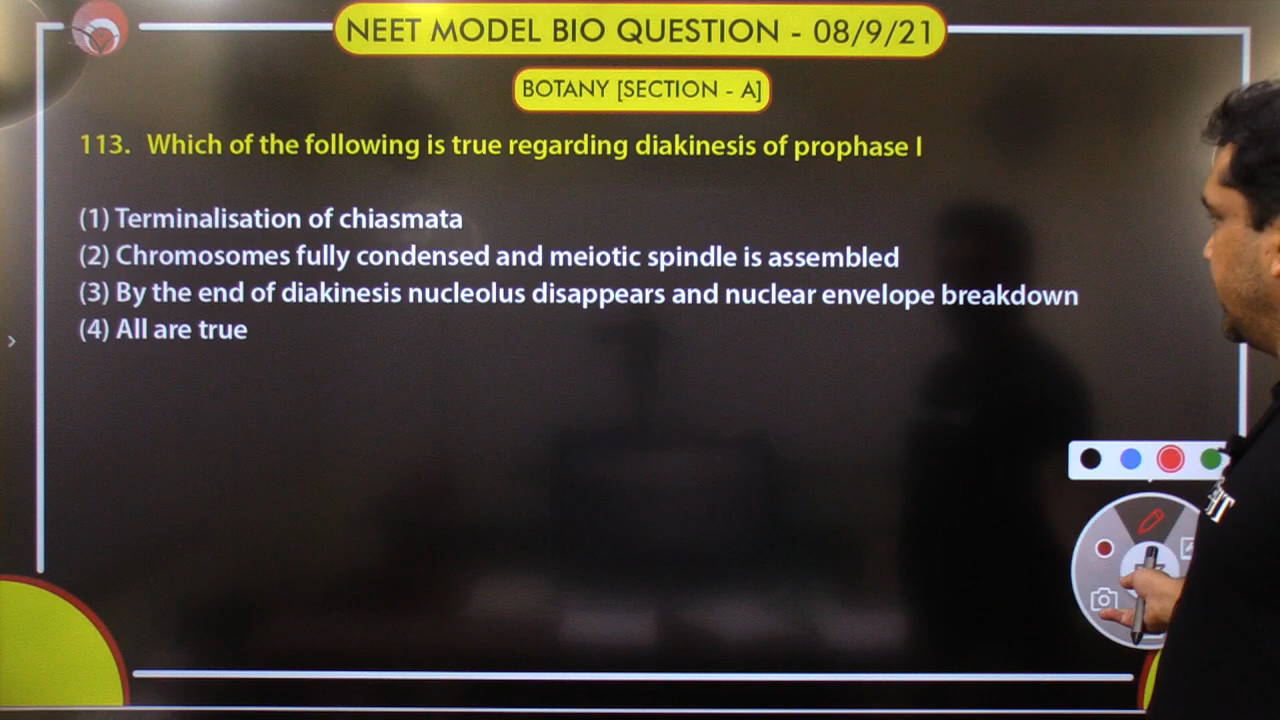 NEET MODEL BIO QUESTION - 08/9/21
BOTANY [SECTION - A]
113. Which of the following is true regarding diakinesis of prophase I
(1) Terminalisation of chiasmata
(2) Chromosomes fully condensed and meiotic spindle is assembled
(3) By the end of diakinesis nucleolus disappears and nuclear envelope breakdown
(4) All are true